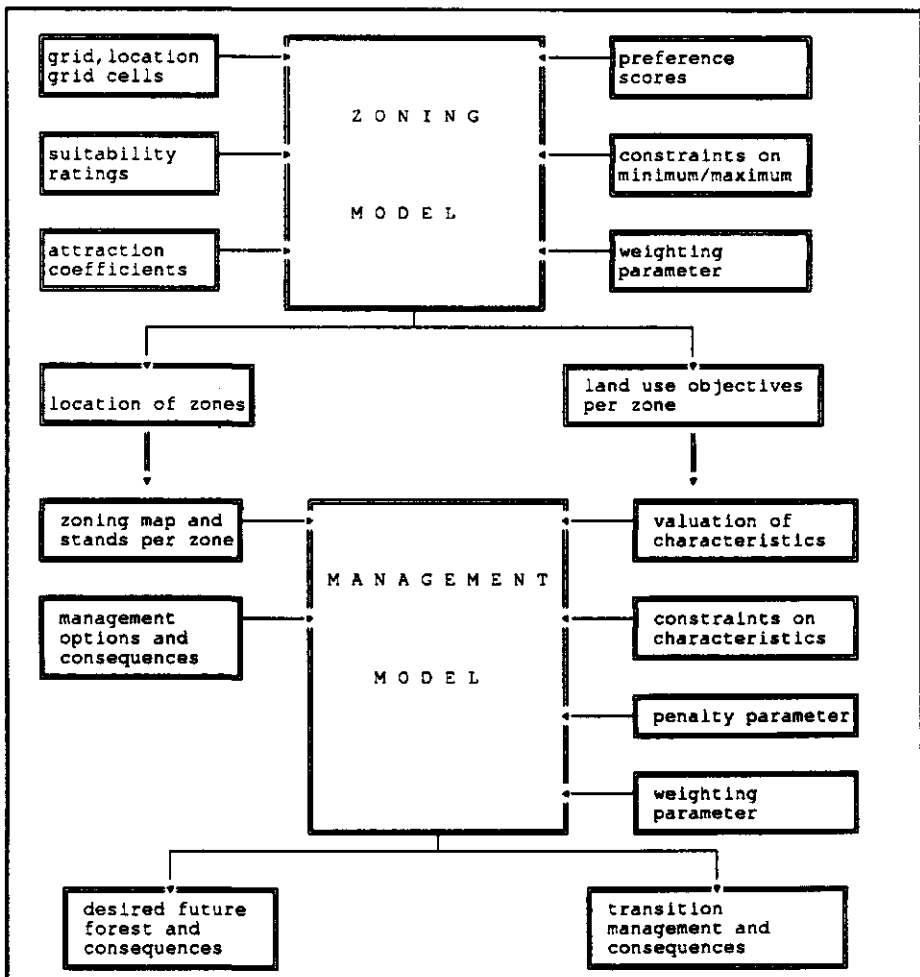 grid, location
grid cells
preference
scores
Z O N I N G
suitability
ratings
constraints on
minimum/maximum
M O D E L
attraction
coefficients
weighting
parameter
location of zones
land use objectives
per zone
zoning map and
stands per zone
valuation of
characteristics
M A N A G E M E N T
management
options and
consequences
constraints on
characteristics
M O D E L
penalty parameter
weighting
parameter
desired future
forest and
consequences
transition
management and
consequences